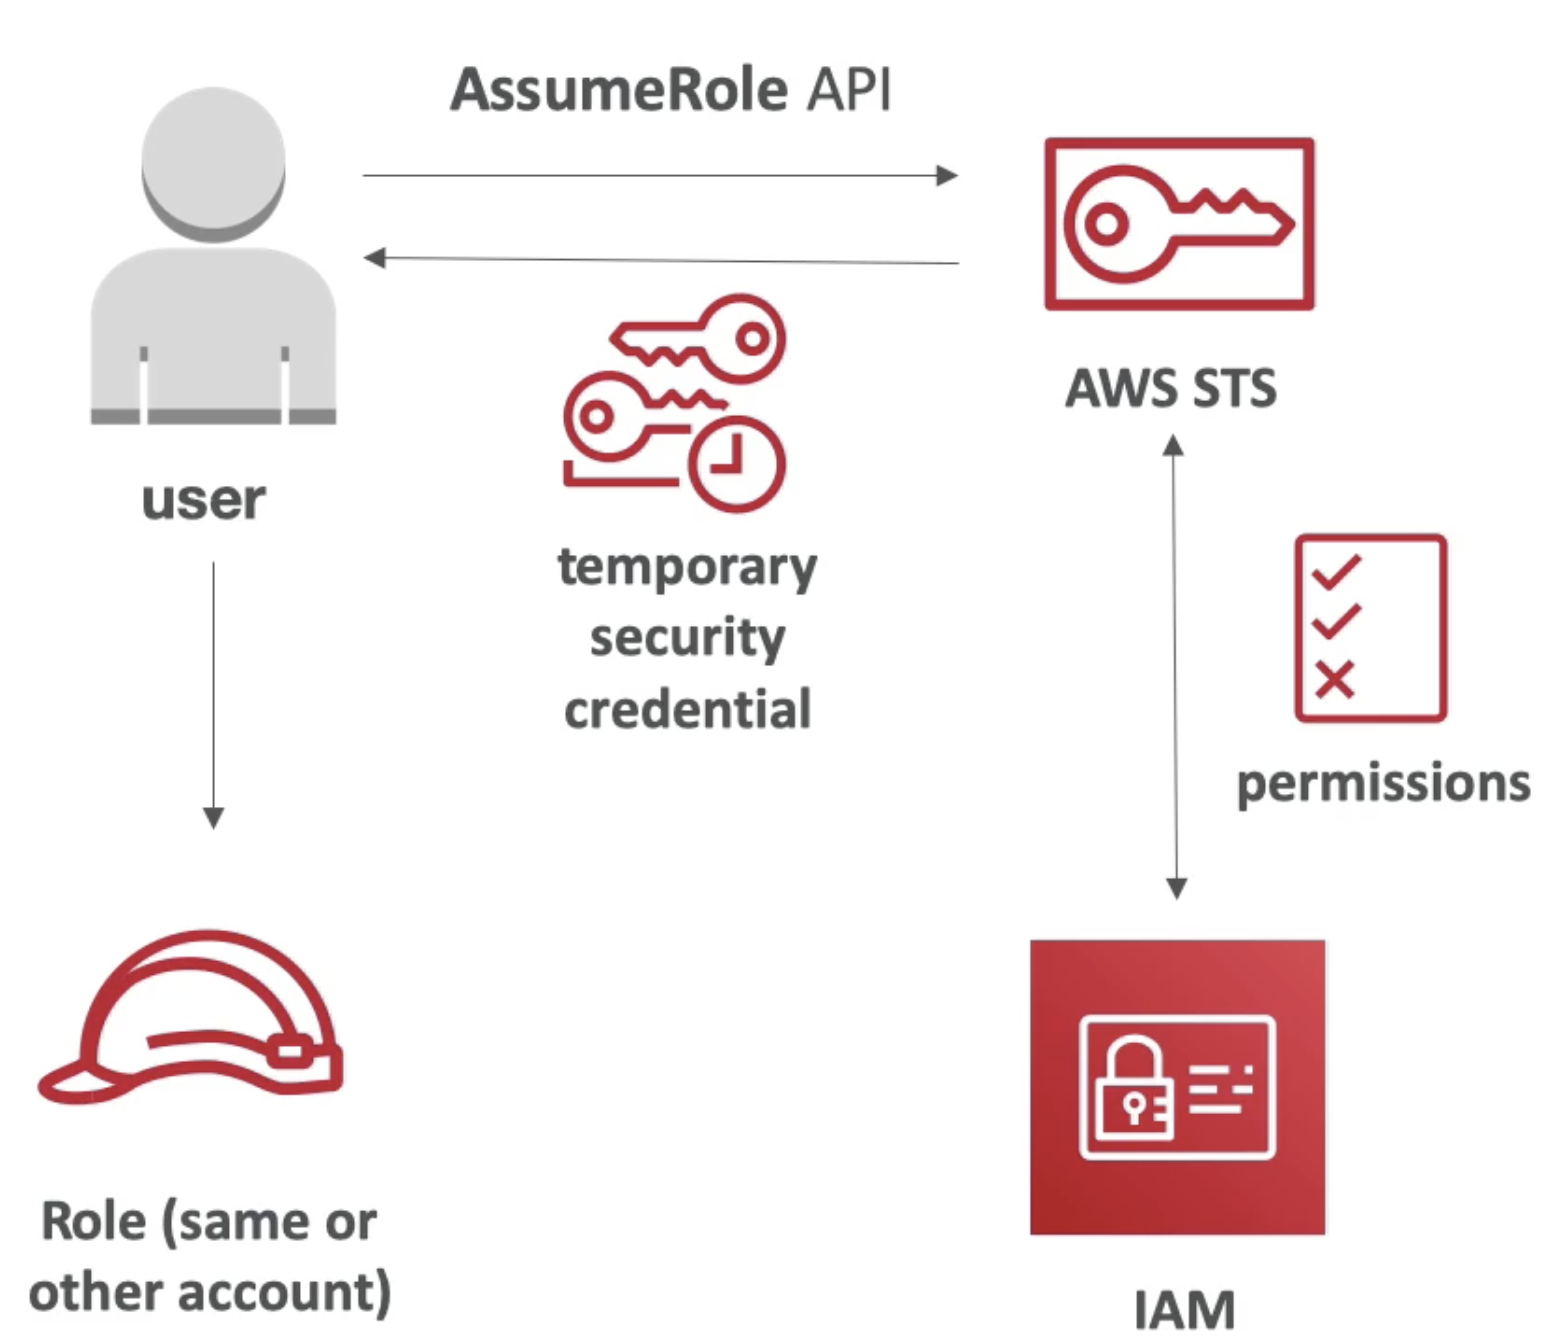 AssumeRole API
AWS STS
user
temporary
security
credential
permissions
Role (same or
other account)
IAM